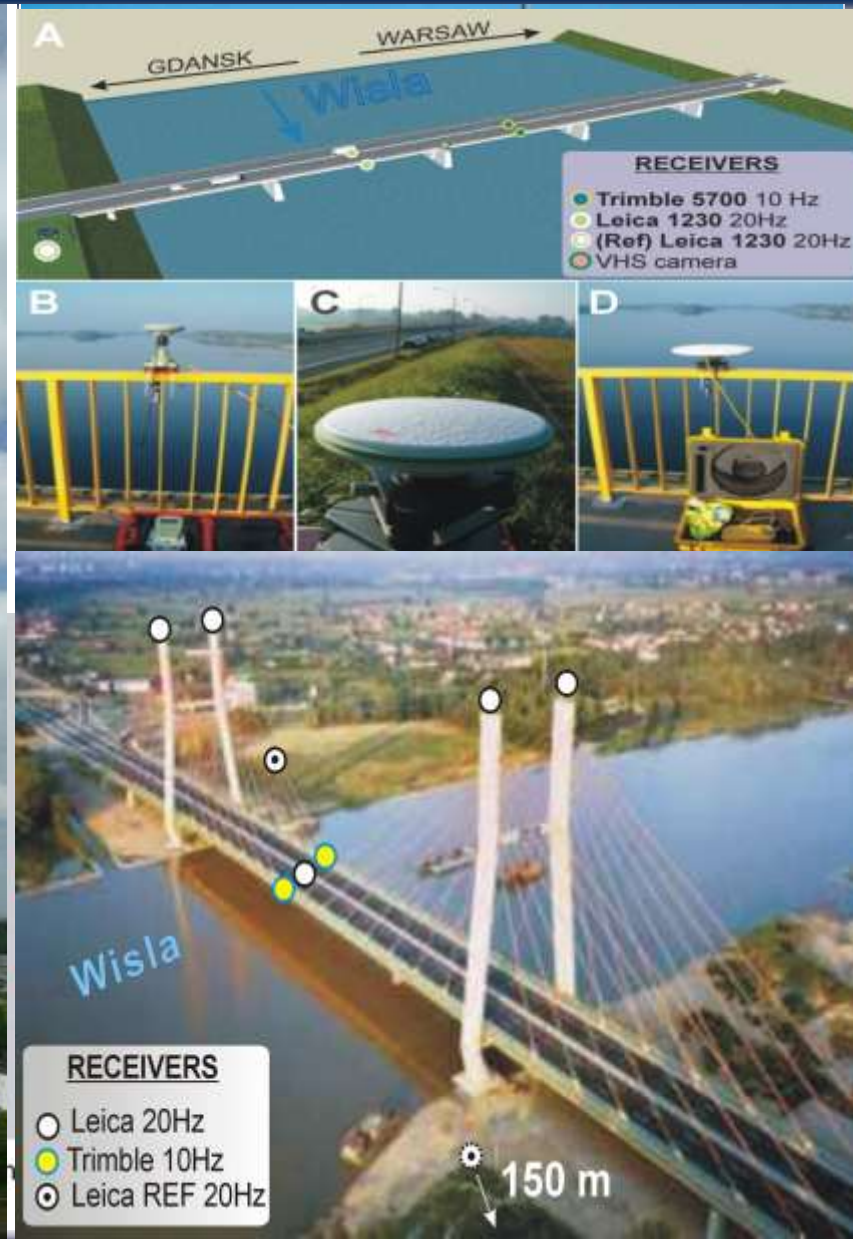 A
GDANSK
WARSAW
Wisla
RECEIVERS
Trimble 5700 10 Hz
Leica 1230 20Hz
(Ref) Leica 1230 20Hz
VHS camera
B
C
D
Wisla
RECEIVERS
Leica 20Hz
Trimble 10Hz
Leica REF 20Hz
150 m